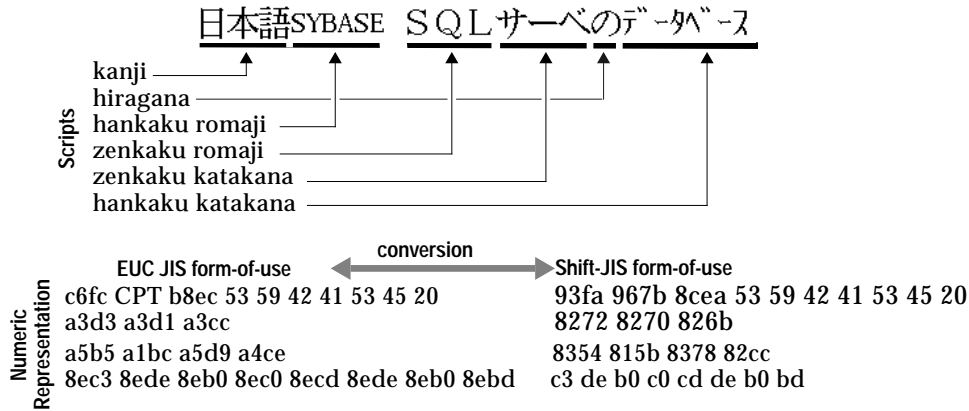 日本語SYBASE ＳＱＬサーベのﾃﾞｰﾀﾍﾞｰｽ
Scripts
kanji
hiragana
hankaku romaji
zenkaku romaji
zenkaku katakana
hankaku katakana
conversion
EUC JIS form-of-use Shift-JIS form-of-use
Numeric Representation
c6fc CPT b8ec 53 59 42 41 53 45 20 93fa 967b 8cea 53 59 42 41 53 45 20
a3d3 a3d1 a3cc 8272 8270 826b
a5b5 a1bc a5d9 a4ce 8354 815b 8378 82cc
8ec3 8ede 8eb0 8ec0 8ecd 8ede 8eb0 8ebd c3 de b0 c0 cd de b0 bd